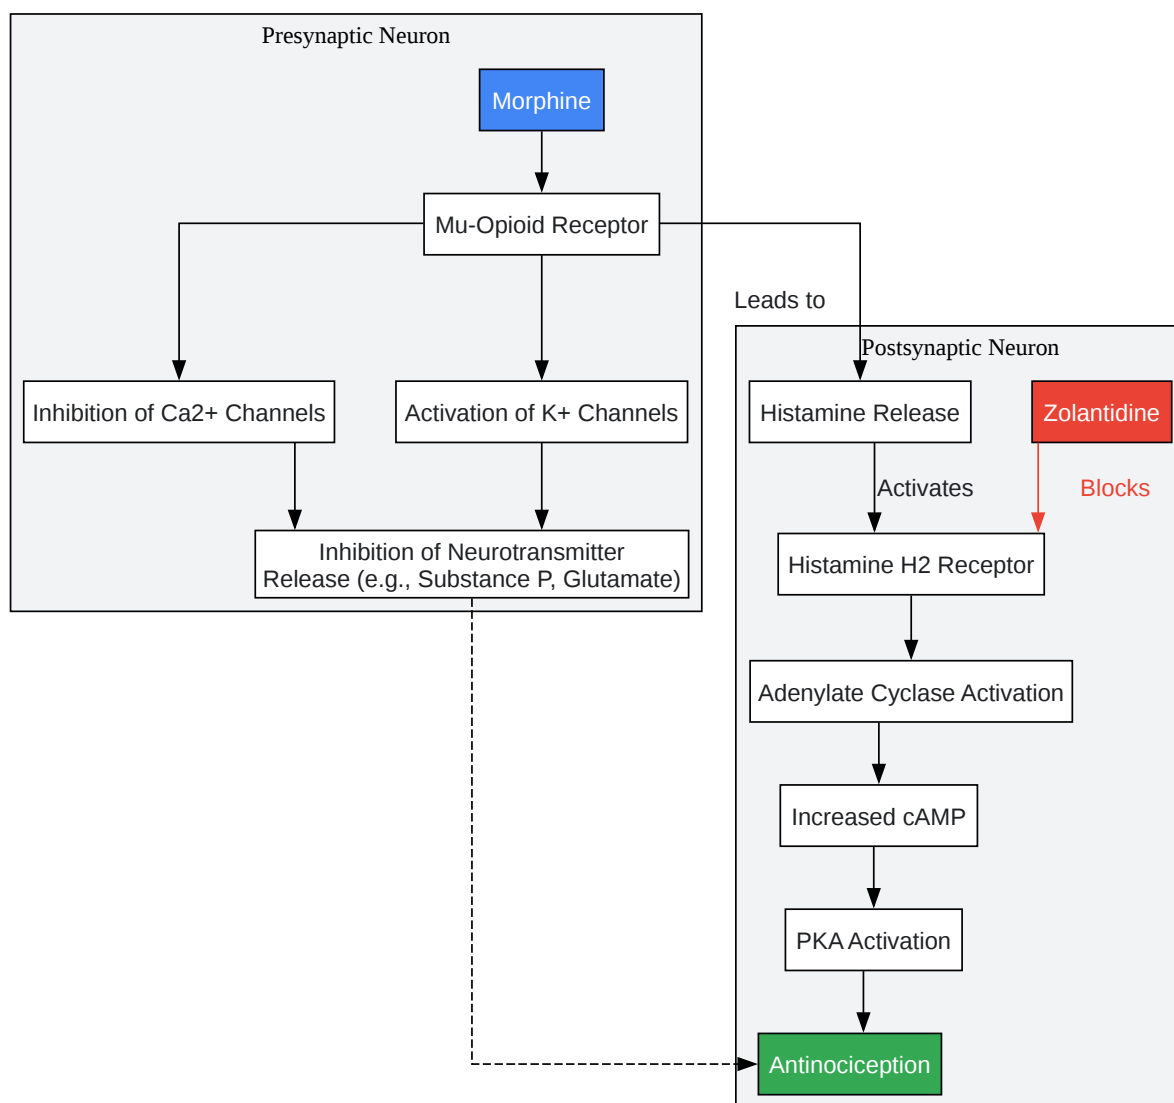 Presynaptic Neuron
Morphine
Mu-Opioid Receptor
Leads to
Postsynaptic Neuron
Inhibition of Ca2+ Channels
Activation of K+ Channels
Histamine Release
Zolantidine
Activates
Blocks
Inhibition of Neurotransmitter
Release (e.g., Substance P, Glutamate)
Histamine H2 Receptor
Adenylate Cyclase Activation
Increased cAMP
PKA Activation
Antinociception